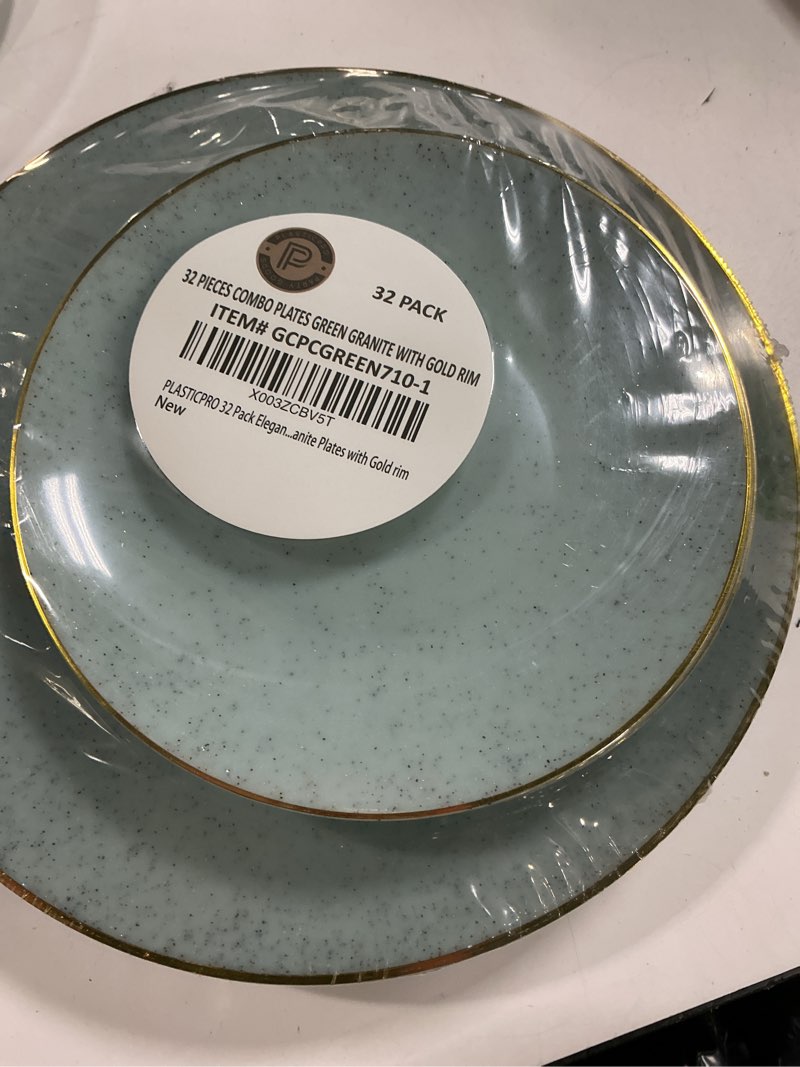 32 PACK
32 PIECES COMBO PLATES GREEN GRANITE WITH GOLD RIM
ITEM# GCPCGREEN710-1
X003ZCBV5T
PLASTICPRO 32 Pack Elegan...anite Plates with Gold rim
New